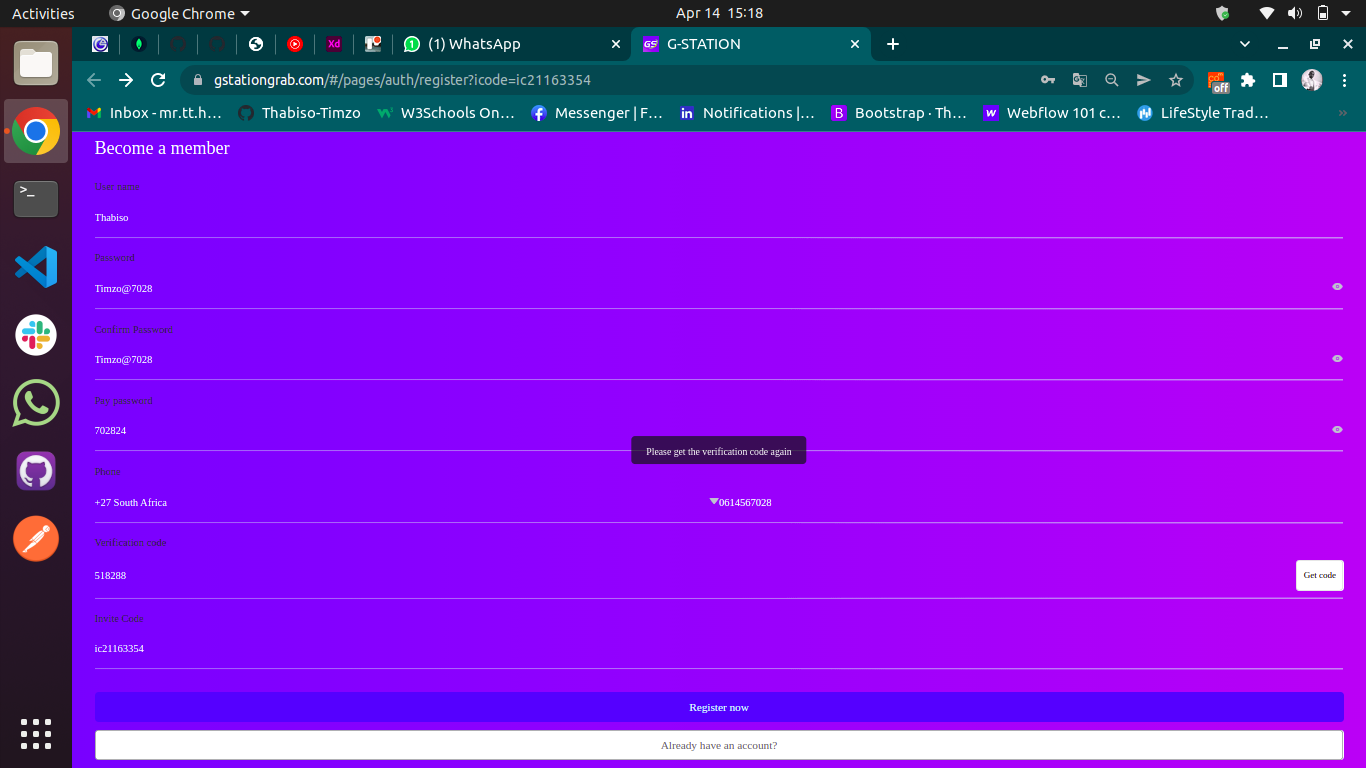 Activities
Google Chrome
Apr 14 15:18
(1) WhatsApp
G-STATION
gstationgrab.com/#/pages/auth/register?icode=ic21163354
off
Inbox - mr.tt.h…
Thabiso-Timzo
W3Schools On…
Messenger | F…
Notifications |…
Bootstrap · Th…
Webflow 101 c…
LifeStyle Trad…
Become a member
User name
Thabiso
Password
Timzo@7028
Confirm Password
Timzo@7028
Pay password
702824
Please get the verification code again
Phone
+27 South Africa
0614567028
Verification code
518288
Get code
Invite Code
ic21163354
Register now
Already have an account?